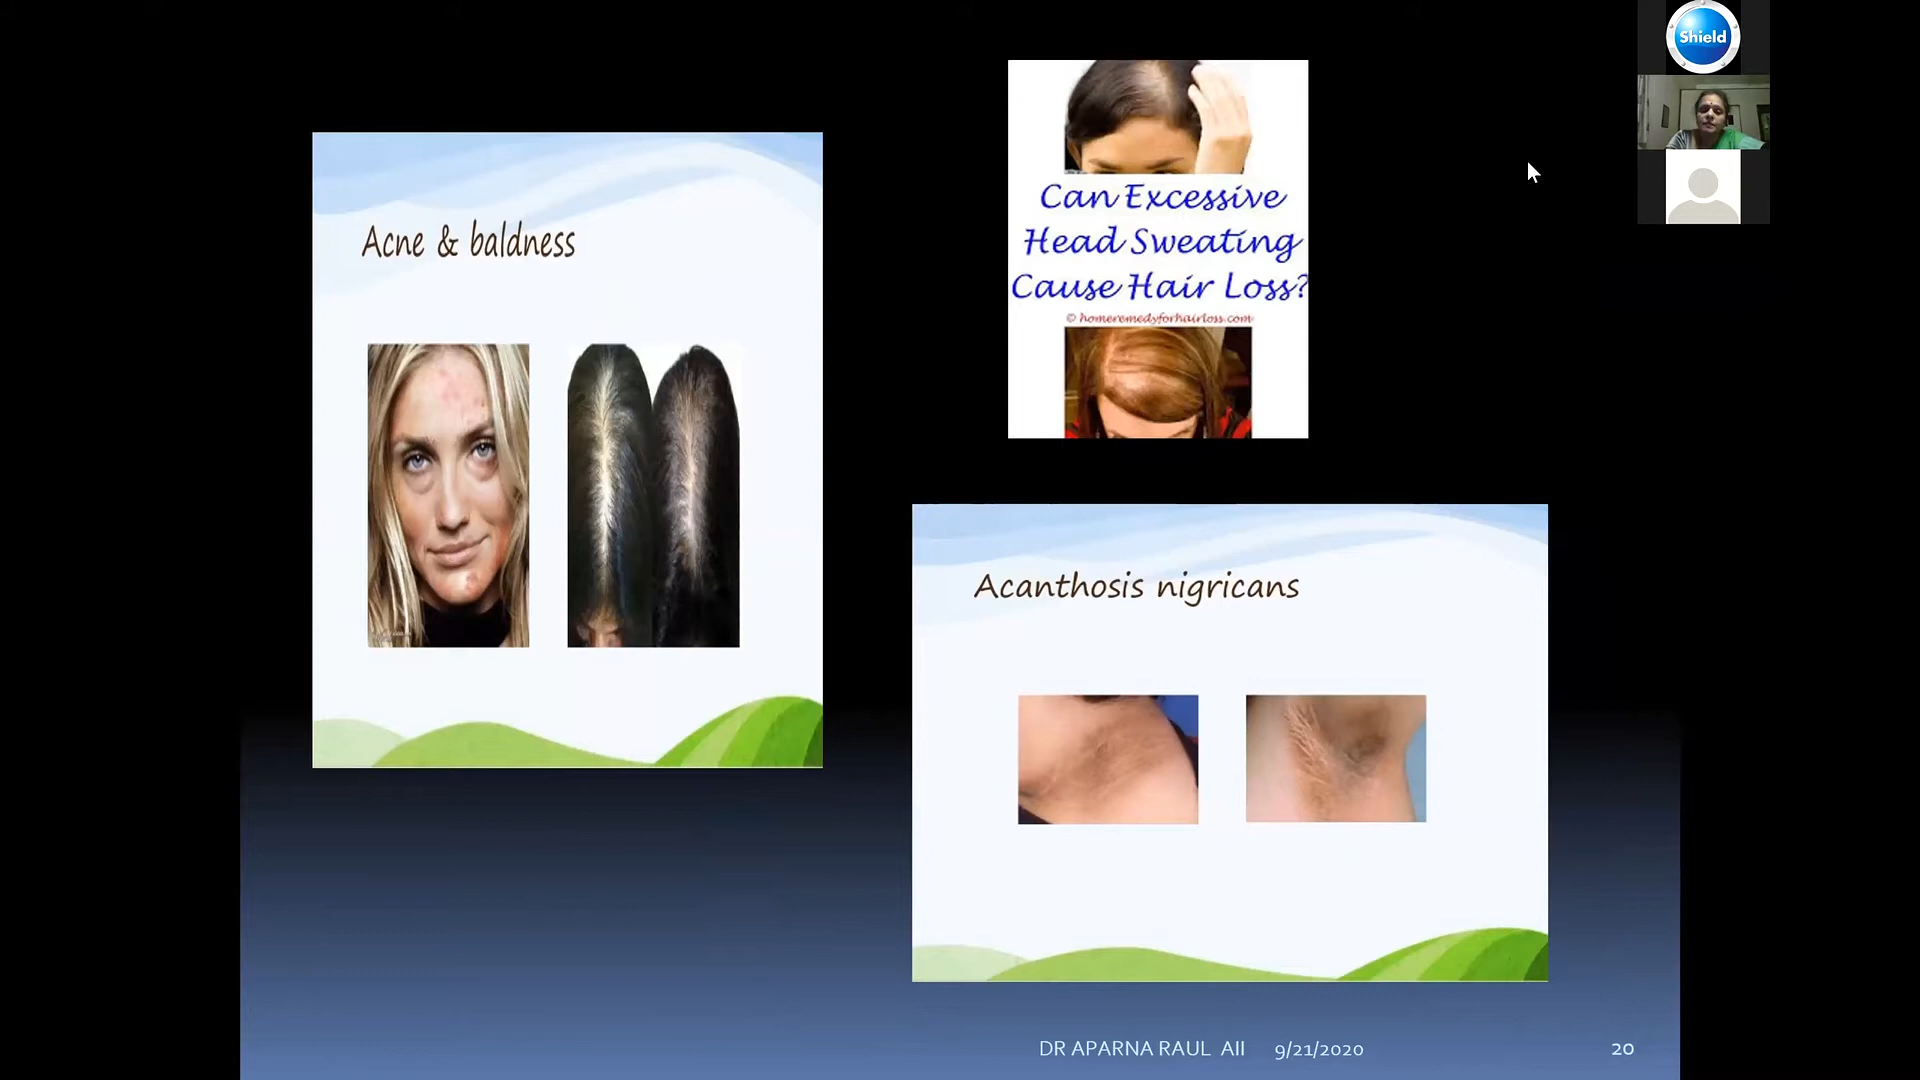 Shield
Acne & baldness
Can Excessive
Head Sweating
Cause Hair Loss?
© homeremedyforhairloss.com
Acanthosis nigricans
DR APARNA RAUL AII 9/21/2020 20